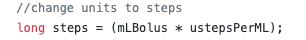 //change units to steps
long steps = (mLBolus * ustepsPerML);